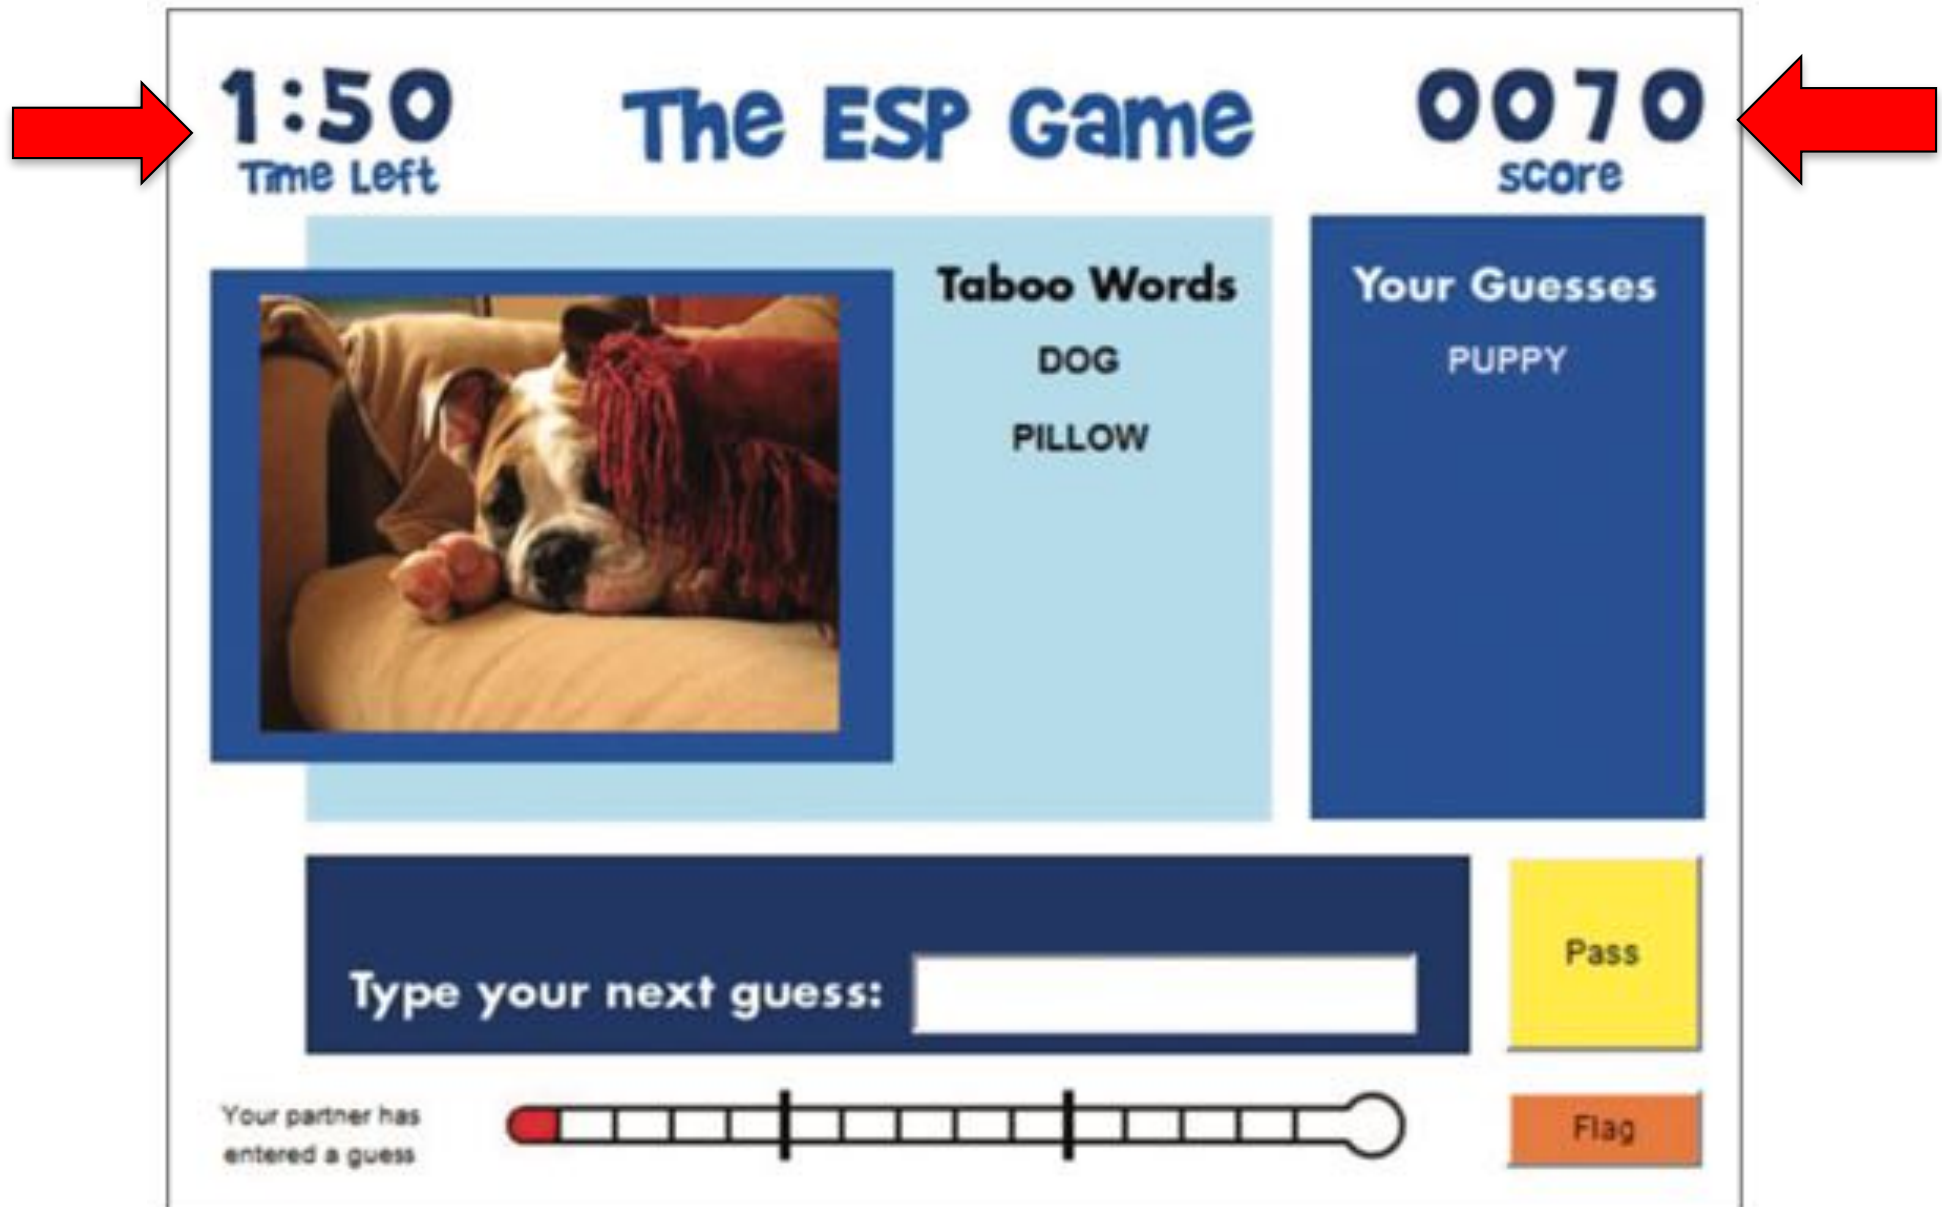 1:50
Time Left
The ESP Game
0070
score
Taboo Words
DOG
PILLOW
Your Guesses
PUPPY
Type your next guess:
Pass
Your partner has
entered a guess
Flag